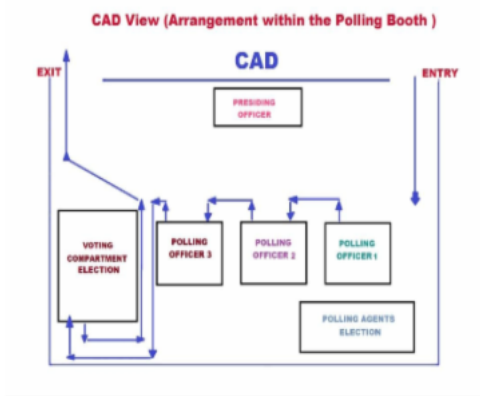 CAD View (Arrangement within the Polling Booth )
CAD
EXIT
ENTRY
PRESIDING
OFFICER
VOTING
COMPARTMENT
ELECTION
POLLING
OFFICER 3
POLLING
OFFICER 2
POLLING
OFFICER 1
POLLING AGENTS
ELECTION